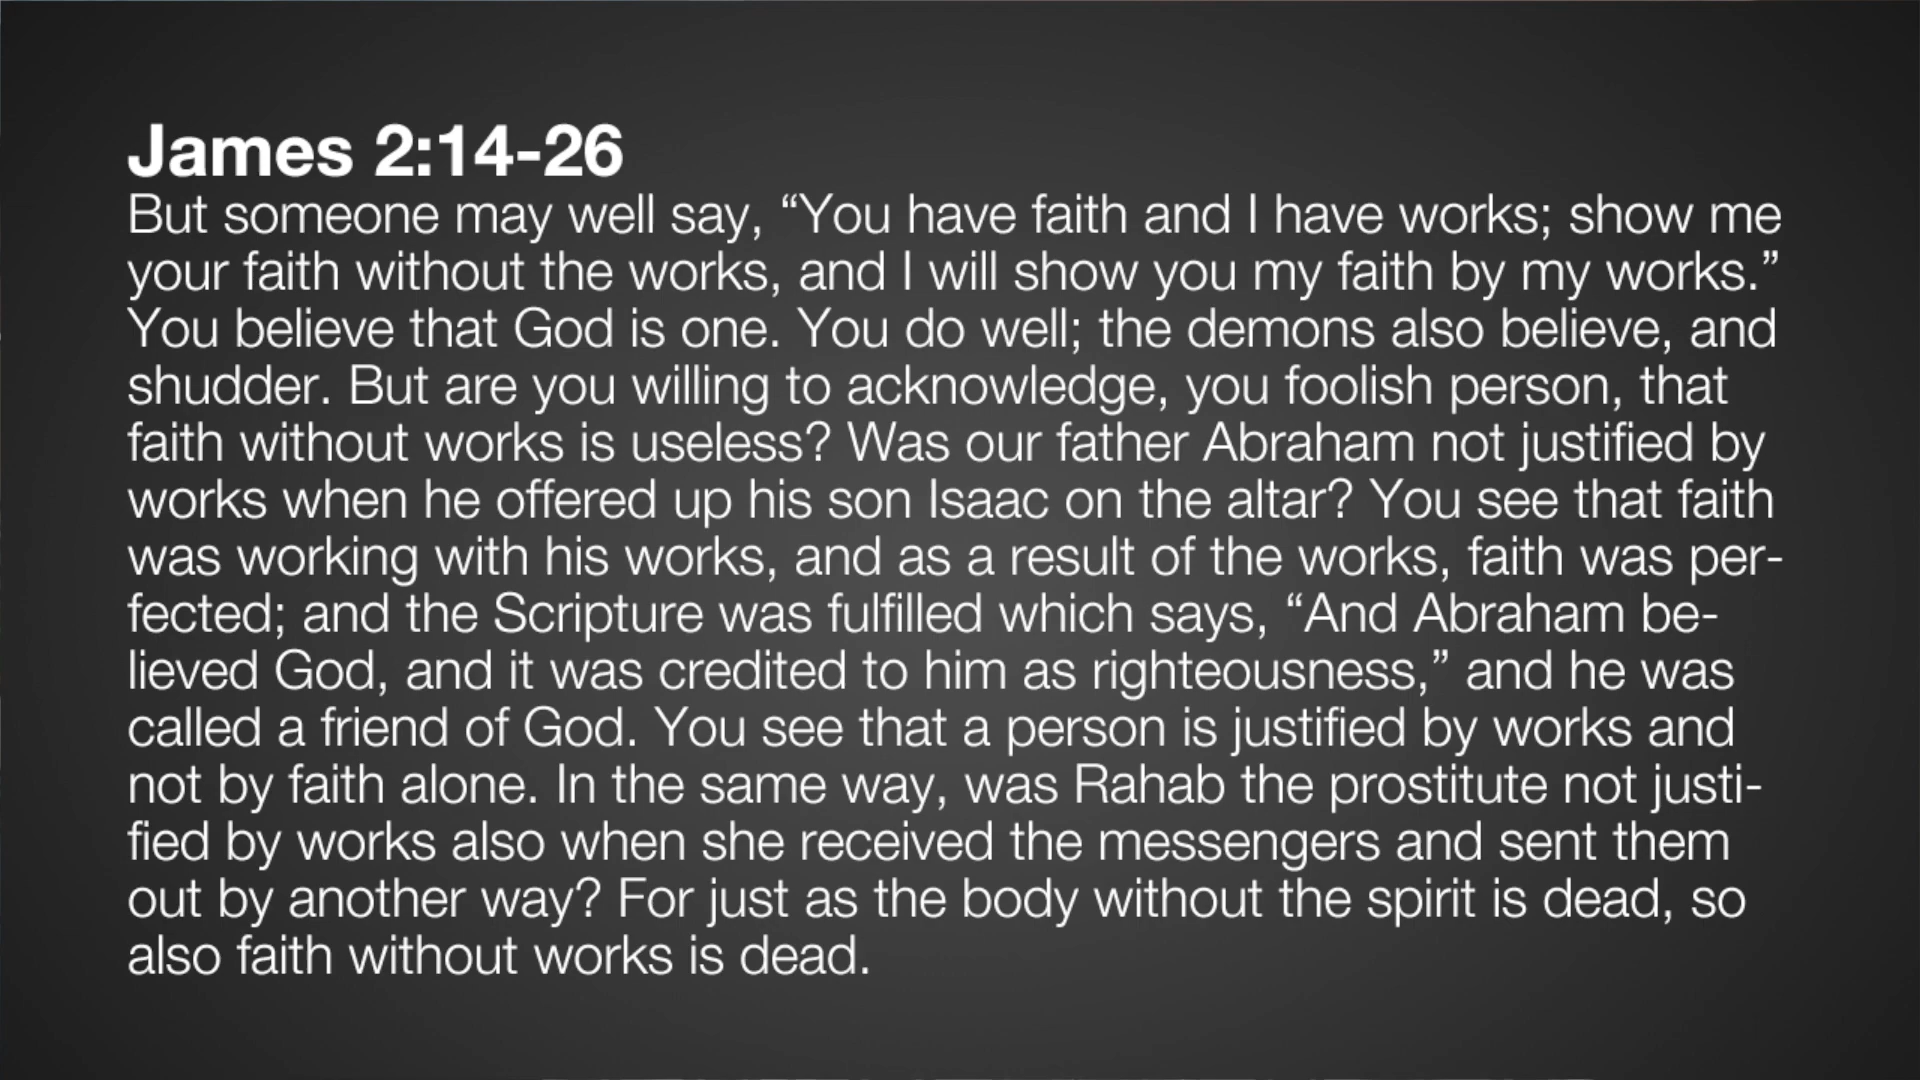 James 2:14-26
But someone may well say, “You have faith and I have works; show me
your faith without the works, and I will show you my faith by my works.”
You believe that God is one. You do well; the demons also believe, and
shudder. But are you willing to acknowledge, you foolish person, that
faith without works is useless? Was our father Abraham not justified by
works when he offered up his son Isaac on the altar? You see that faith
was working with his works, and as a result of the works, faith was per-
fected; and the Scripture was fulfilled which says, “And Abraham be-
lieved God, and it was credited to him as righteousness,” and he was
called a friend of God. You see that a person is justified by works and
not by faith alone. In the same way, was Rahab the prostitute not justi-
fied by works also when she received the messengers and sent them
out by another way? For just as the body without the spirit is dead, so
also faith without works is dead.